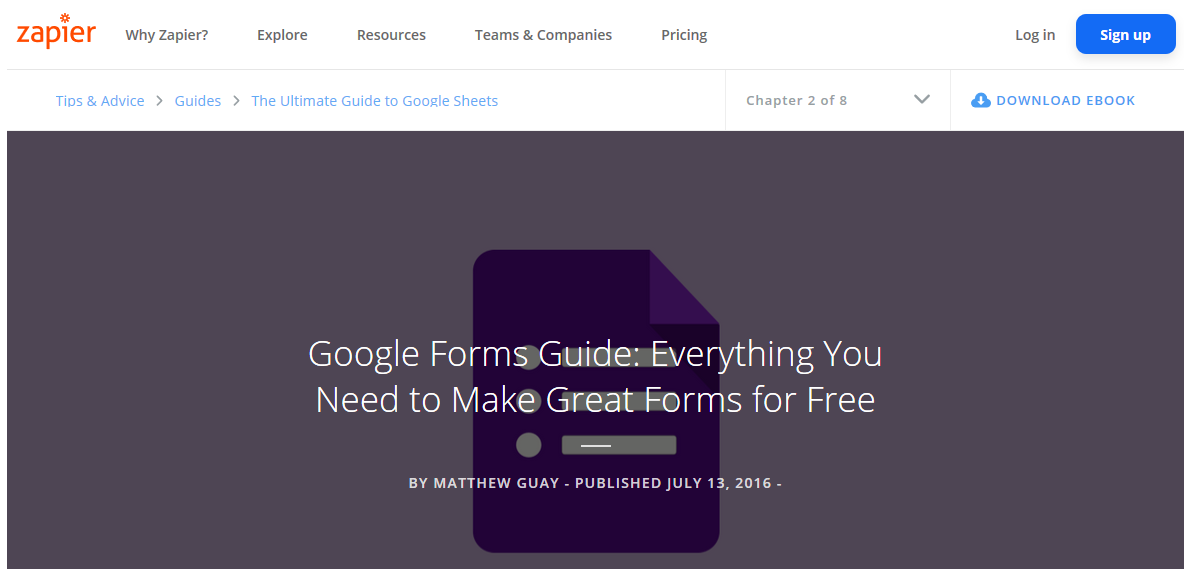 zapier Why Zapier? Explore Resources Teams & Companies Pricing Log in Sign up
Tips & Advice > Guides > The Ultimate Guide to Google Sheets Chapter 2 of 8 DOWNLOAD EBOOK
Google Forms Guide: Everything You
Need to Make Great Forms for Free
BY MATTHEW GUAY - PUBLISHED JULY 13, 2016 -